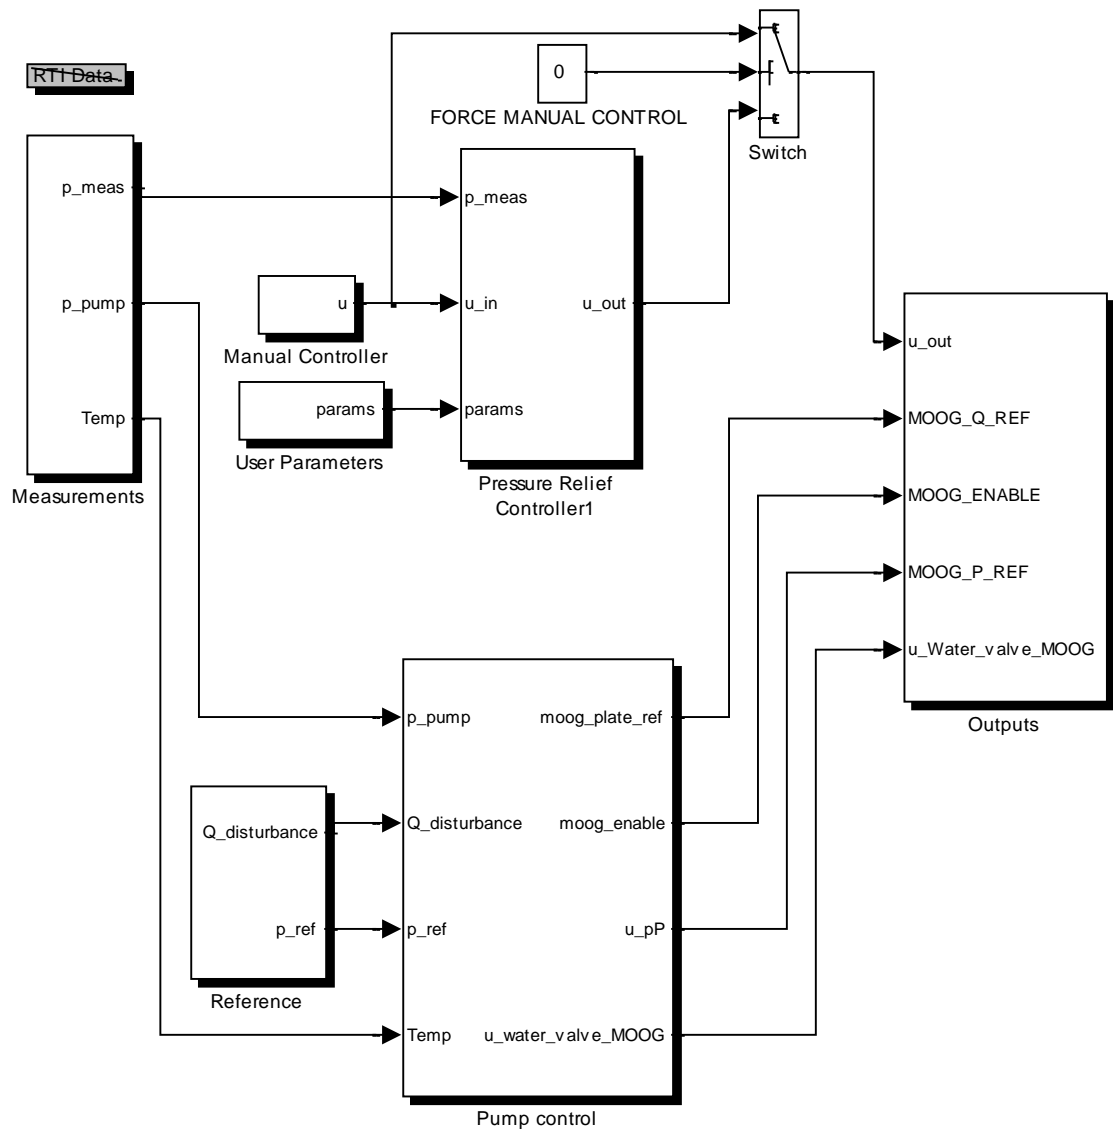 RTI Data
0
FORCE MANUAL CONTROL
Switch
p_meas
p_pump
Temp
Measurements
u
Manual Controller
params
User Parameters
p_meas
u_in
params
u_out
Pressure Relief
Controller1
u_out
MOOG_Q_REF
MOOG_ENABLE
MOOG_P_REF
u_Water_valve_MOOG
Outputs
Q_disturbance
p_ref
Reference
p_pump
Q_disturbance
p_ref
Temp
moog_plate_ref
moog_enable
u_pP
u_water_valve_MOOG
Pump control